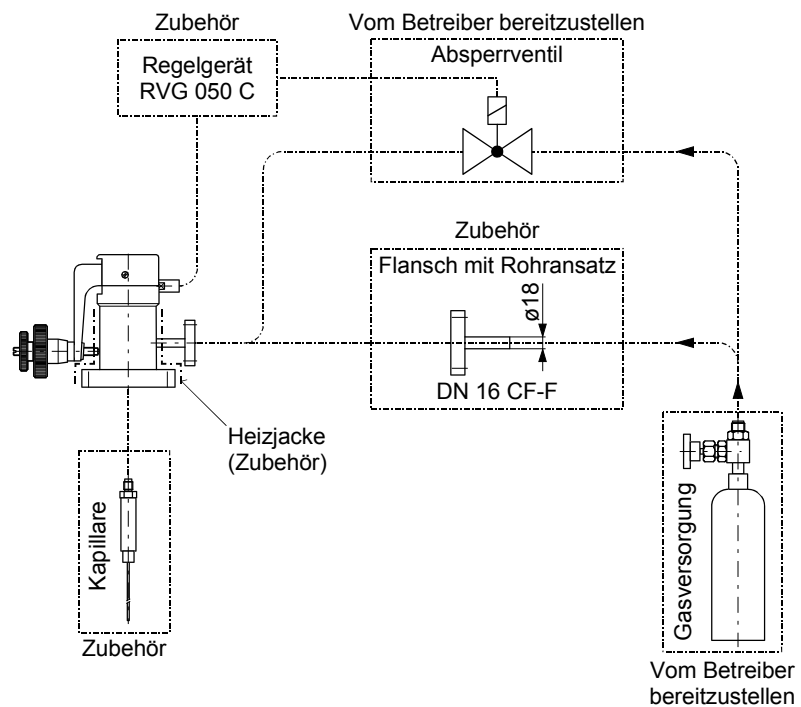 Zubehör
Regelgerät
RVG 050 C
Vom Betreiber bereitzustellen
Absperrventil
Zubehör
Flansch mit Rohransatz
ø18
DN 16 CF-F
Heizjacke
(Zubehör)
Kapillare
Zubehör
Gasversorgung
Vom Betreiber
bereitzustellen